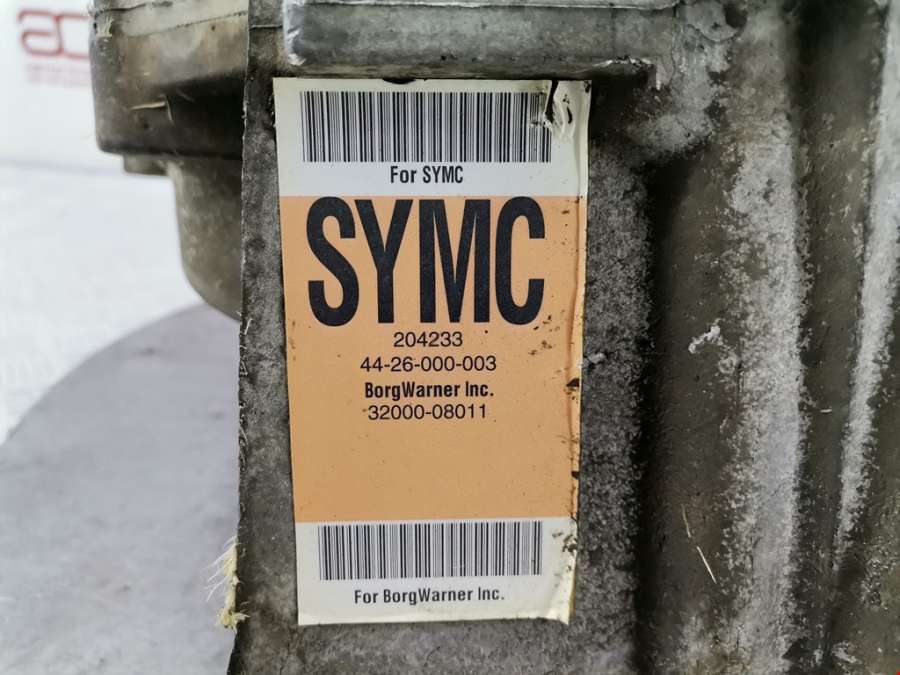 For SYMC
SYMC
204233
44-26-000-003
BorgWarner Inc.
32000-08011
For BorgWarner Inc.